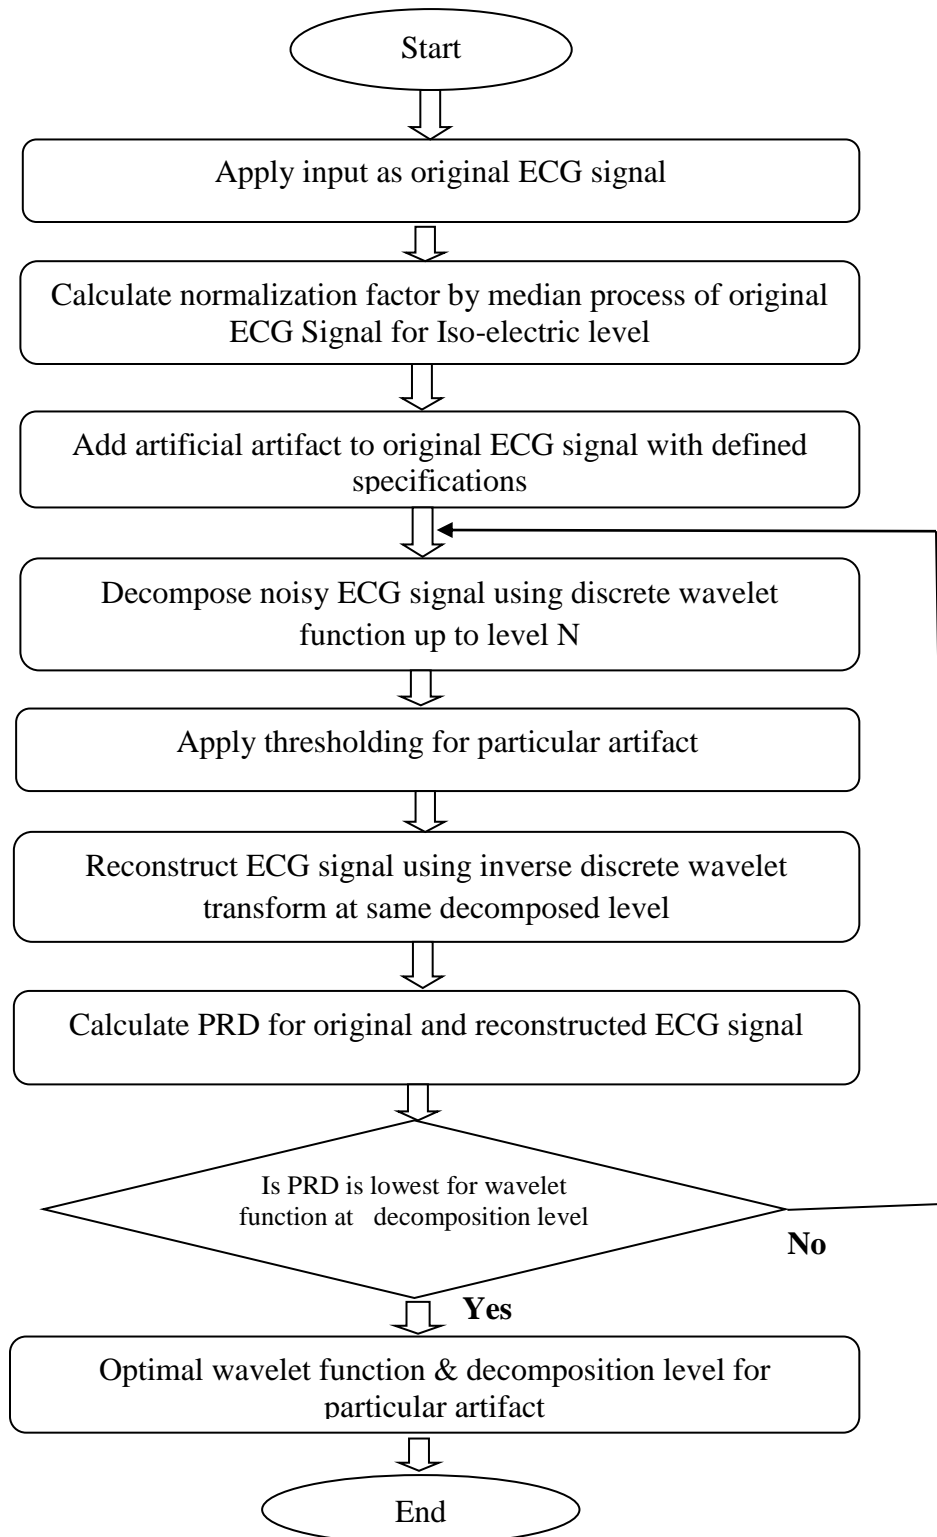 Start
Apply input as original ECG signal
Calculate normalization factor by median process of original
ECG Signal for Iso-electric level
Add artificial artifact to original ECG signal with defined
specifications
Decompose noisy ECG signal using discrete wavelet
function up to level N
Apply thresholding for particular artifact
Reconstruct ECG signal using inverse discrete wavelet
transform at same decomposed level
Calculate PRD for original and reconstructed ECG signal
Is PRD is lowest for wavelet
function at decomposition level
No
Yes
Optimal wavelet function & decomposition level for
particular artifact
End